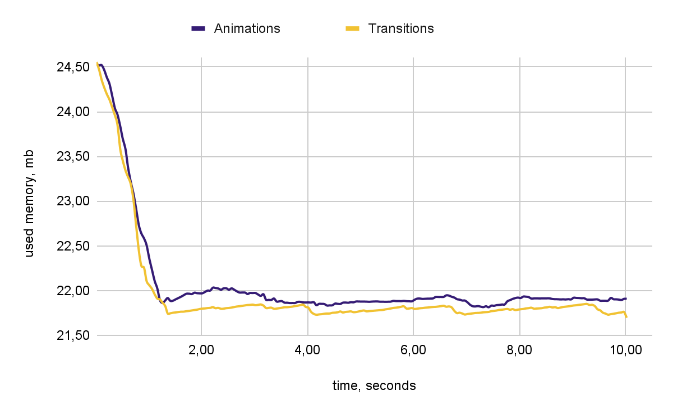 Animations Transitions
24,50
24,00
23,50
23,00
22,50
22,00
21,50
used memory, mb
2,00 4,00 6,00 8,00 10,00
time, seconds